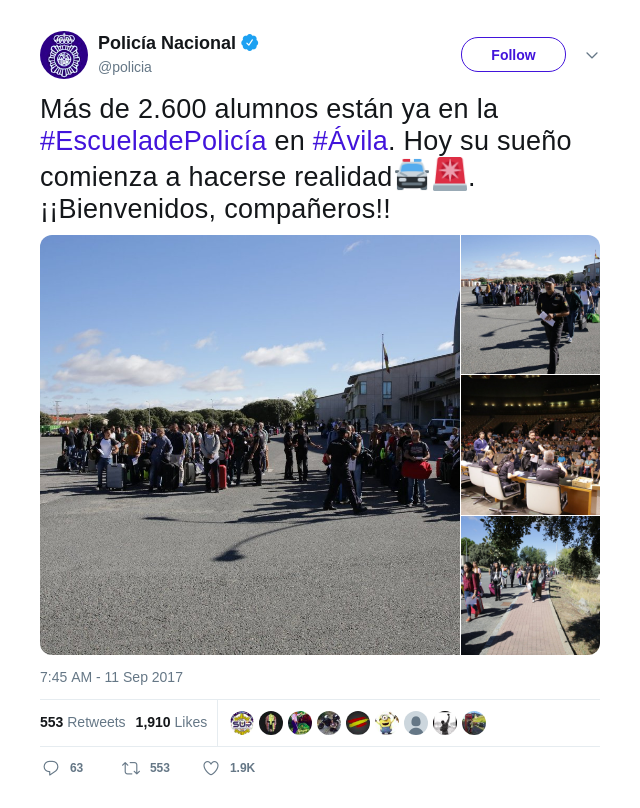 Policía Nacional
@policia
Follow
Más de 2.600 alumnos están ya en la
#EscueladePolicía en #Ávila. Hoy su sueño
comienza a hacerse realidad🚔🚨.
¡¡Bienvenidos, compañeros!!
7:45 AM - 11 Sep 2017
553 Retweets 1,910 Likes
63 553 1.9K